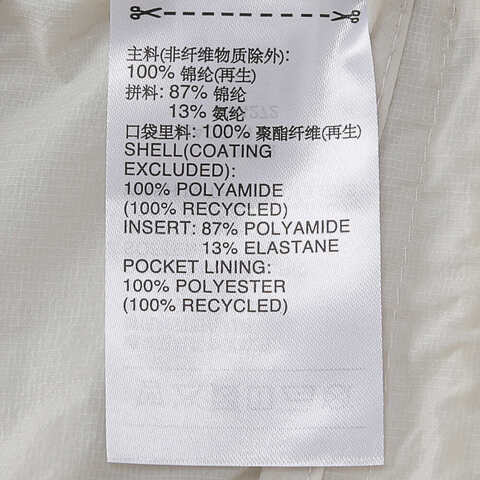 主料(非纤维物质除外):
100% 锦纶(再生)
拼料: 87% 锦纶
13% 氨纶
口袋里料: 100% 聚酯纤维(再生)
SHELL(COATING
EXCLUDED):
100% POLYAMIDE
(100% RECYCLED)
INSERT: 87% POLYAMIDE
13% ELASTANE
POCKET LINING:
100% POLYESTER
(100% RECYCLED)